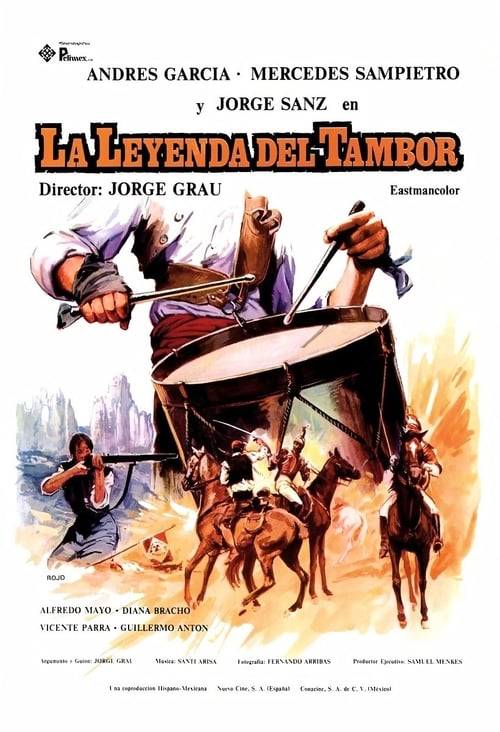 Pelimex
ANDRES GARCIA · MERCEDES SAMPIETRO
y JORGE SANZ en
LA LEYENDA DEL TAMBOR
Director: JORGE GRAU
Eastmancolor
ROJO
ALFREDO MAYO · DIANA BRACHO
VICENTE PARRA · GUILLERMO ANTON
Argumento y Guion: JORGE GRAU
Musica: SANTI ARISA
Fotografia: FERNANDO ARRIBAS
Productor Ejecutivo: SAMUEL MENKES
Una coproduccion Hispano-Mexicana
Nuevo Cine, S. A. (España)
Conacine, S. A. de C. V. (Mexico)